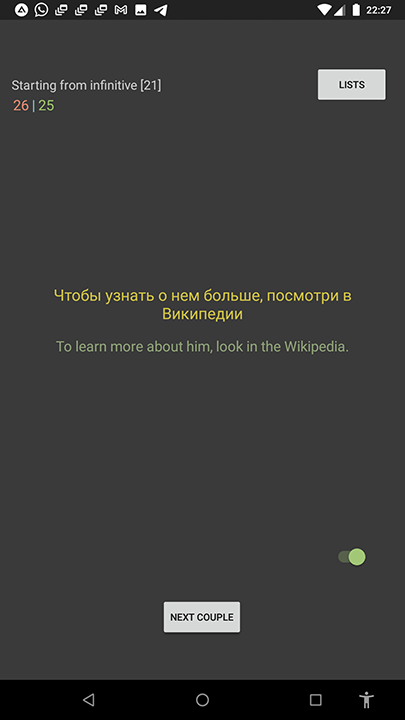 22:27
Starting from infinitive [21]
LISTS
26 | 25
Чтобы узнать о нем больше, посмотри в
Википедии
To learn more about him, look in the Wikipedia.
NEXT COUPLE